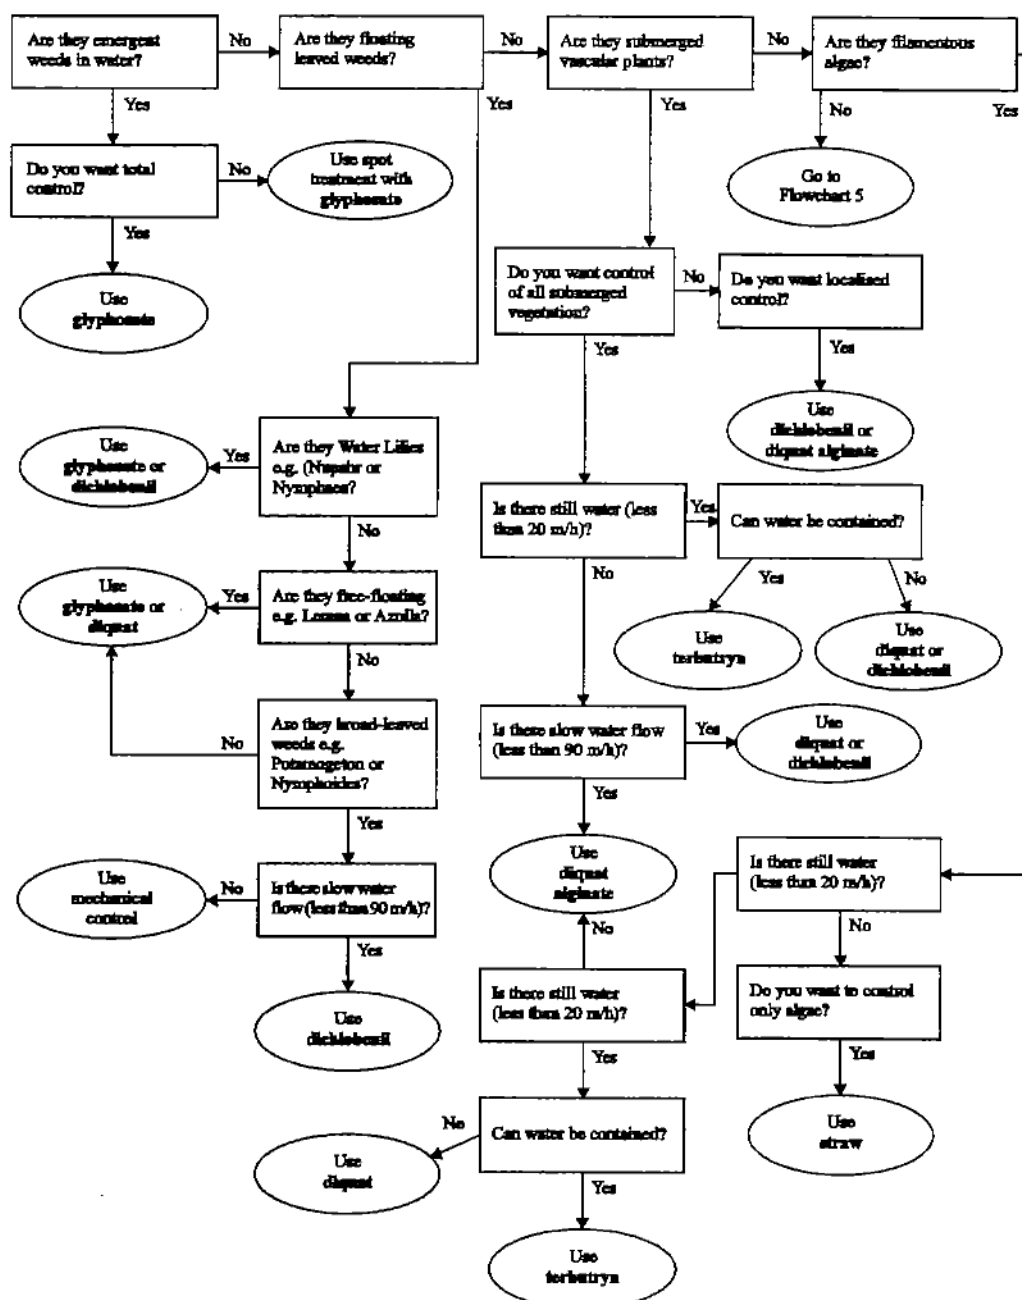 Are they emergent
weeds in water?
No
Are they floating
leaved weeds?
No
Are they submerged
vascular plants?
No
Are they filamentous
algae?
Yes
Yes
Yes
No
Yes
Do you want total
control?
No
Use spot
treatment with
glyphosate
Go to
Flowchart 5
Yes
Use
glyphosate
Do you want control
of all submerged
vegetation?
No
Do you want localised
control?
Yes
Yes
Use
dichlobenil or
diquat alginate
Use
glyphosate or
dichlobenil
Yes
Are they Water Lilies
e.g. (Nuphar or
Nymphaea?
No
Is there still water (less
than 20 m/h)?
Yes
Can water be contained?
No
Yes
No
Use
terbutryn
Use
diquat or
dichlobenil
Use
glyphosate or
diquat
Yes
Are they free-floating
e.g. Lemna or Azolla?
No
No
Are they broad-leaved
weeds e.g.
Potamogeton or
Nymphoides?
Yes
Is there slow water flow
(less than 90 m/h)?
Yes
Use
diquat or
dichlobenil
Yes
Use
diquat
alginate
Use
mechanical
control
No
Is there slow water
flow (less than 90 m/h)?
Yes
Use
dichlobenil
Is there still water
(less than 20 m/h)?
No
No
Is there still water
(less than 20 m/h)?
Do you want to control
only algae?
Yes
Yes
Use
straw
Can water be contained?
No
Use
diquat
Yes
Use
terbutryn